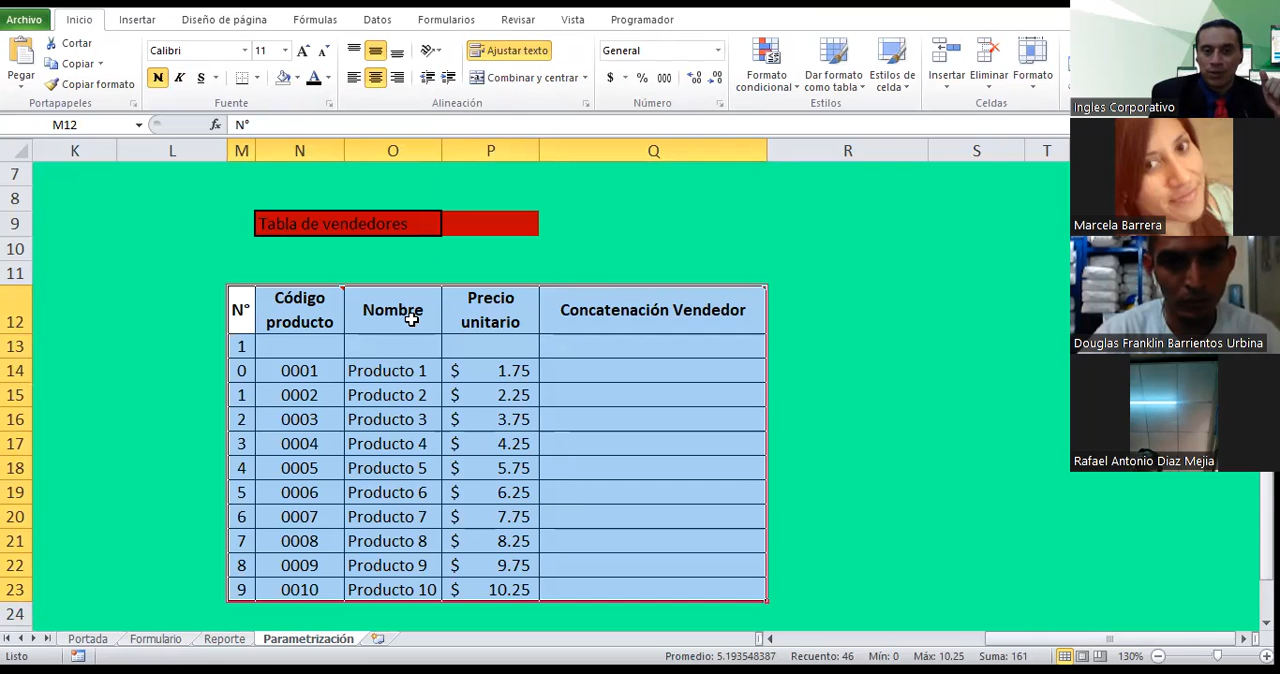 Archivo Inicio Insertar Diseño de página Fórmulas Datos Formularios Revisar Vista Programador
Pegar
Cortar
Copiar
Copiar formato
Calibri 11
N K S
Ajustar texto
Combinar y centrar
General
$ % 000
Formato condicional
Dar formato como tabla
Estilos de celda
Insertar Eliminar Formato
Portapapeles Fuente Alineación Número Estilos Celdas
M12 fx N°
K L M N O P Q R S T
7
8
9 Tabla de vendedores
10
11
12 N° Código producto Nombre Precio unitario Concatenación Vendedor
13 1
14 0 0001 Producto 1 $ 1.75
15 1 0002 Producto 2 $ 2.25
16 2 0003 Producto 3 $ 3.75
17 3 0004 Producto 4 $ 4.25
18 4 0005 Producto 5 $ 5.75
19 5 0006 Producto 6 $ 6.25
20 6 0007 Producto 7 $ 7.75
21 7 0008 Producto 8 $ 8.25
22 8 0009 Producto 9 $ 9.75
23 9 0010 Producto 10 $ 10.25
24
Portada Formulario Reporte Parametrización
Listo Promedio: 5.193548387 Recuento: 46 Mín: 0 Máx: 10.25 Suma: 161 130%
Ingles Corporativo
Marcela Barrera
Douglas Franklin Barrientos Urbina
Rafael Antonio Diaz Mejia